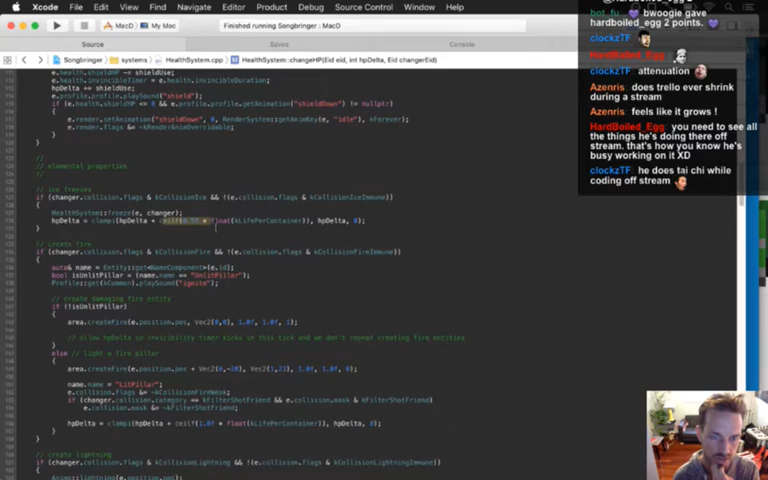 Xcode File Edit View Find Navigate Editor Product Debug Source Control Window Help
MacD My Mac Finished running Songbringer : MacD
Source Saves Console
Songbringer systems HealthSystem.cpp HealthSystem::changeHP(Eid eid, int hpDelta, Eid changerEid)
e.health.shieldHP -= shieldUse;
e.health.invincibleTimer = e.health.invincibleDuration;
hpDelta += shieldUse;
e.profile.profile.playSound("shield");
if (e.health.shieldHP <= 0 && e.profile.profile.getAnimation("shieldDown") != nullptr)
{
e.render.setAnimation("shieldDown", 0, RenderSystem::getAnimKey(e, "idle"), kForever);
e.render.flags &= ~kRenderAnimOverridable;
}
}
//
// elemental properties
//
// ice freezes
if (changer.collision.flags & kCollisionIce && !(e.collision.flags & kCollisionIceImmune))
{
HealthSystem::freeze(e, changer);
hpDelta = clampi(hpDelta + ceilf(0.5f * float(kLifePerContainer)), hpDelta, 0);
}
// create fire
if (changer.collision.flags & kCollisionFire && !(e.collision.flags & kCollisionFireImmune))
{
auto& name = Entity::get<NameComponent>(e.id);
bool isUnlitPillar = (name.name == "UnlitPillar");
Profile::get(kCommon).playSound("ignite");
// create damaging fire entity
if (!isUnlitPillar)
{
area.createFire(e.position.pos, Vec2(0,0), 1.0f, 1.0f, 1);
// allow hpDelta so invicibility timer kicks in this tick and we don't repeat creating fire entities
}
else // Light a fire pillar
{
area.createFire(e.position.pos + Vec2(0,-20), Vec2(1,23), 1.0f, 1.0f, 0);
name.name = "LitPillar";
e.collision.flags &= ~kCollisionFireWeak;
if (changer.collision.category == kFilterShotFriend && e.collision.mask & kFilterShotFriend)
e.collision.mask &= ~kFilterShotFriend;
}
hpDelta = clampi(hpDelta + ceilf(1.0f * float(kLifePerContainer)), hpDelta, 0);
}
// create lightning
if (changer.collision.flags & kCollisionLightning && !(e.collision.flags & kCollisionLightningImmune))
{
bot_fu: bwoogie gave
hardboiled_egg 2 points.
clockzTF:
HardBoiled_Egg:
clockzTF: attenuation
Azenris: does trello ever shrink
during a stream
Azenris: feels like it grows !
HardBoiled_Egg: you need to see all
the things he's doing there off
stream. that's how you know he's
busy working on it XD
clockzTF: he does tai chi while
coding off stream